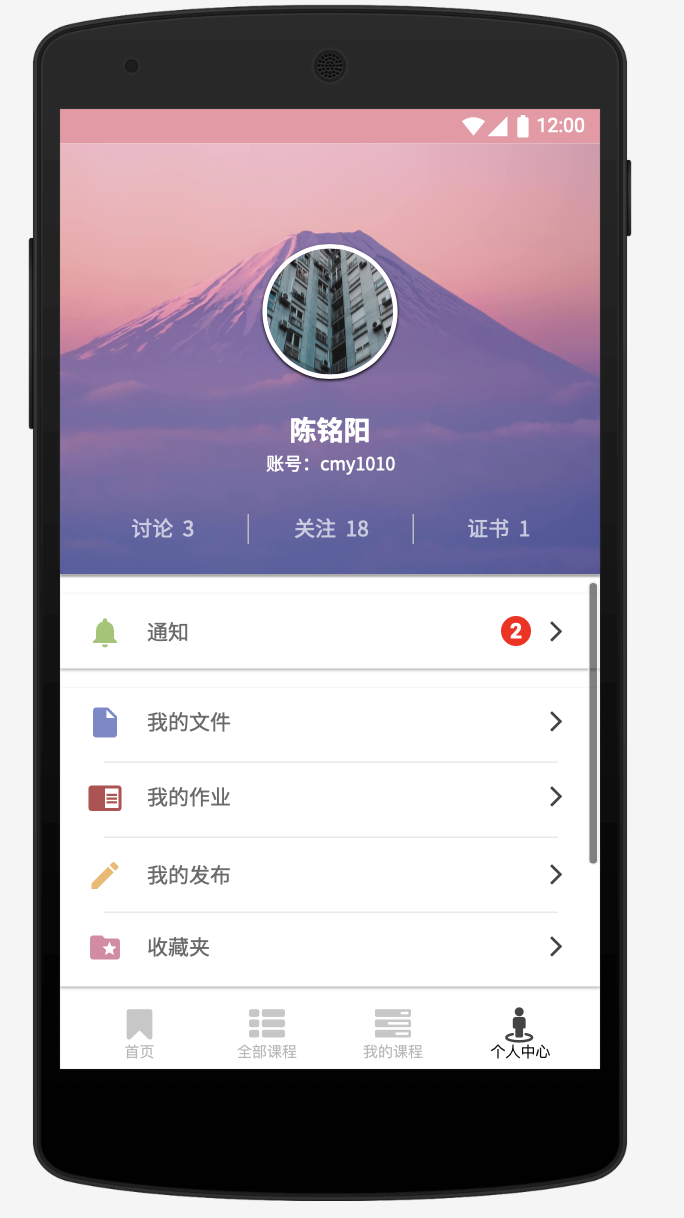 12:00
陈铭阳
账号：cmy1010
讨论 3
关注 18
证书 1
通知
2
我的文件
我的作业
我的发布
收藏夹
首页
全部课程
我的课程
个人中心